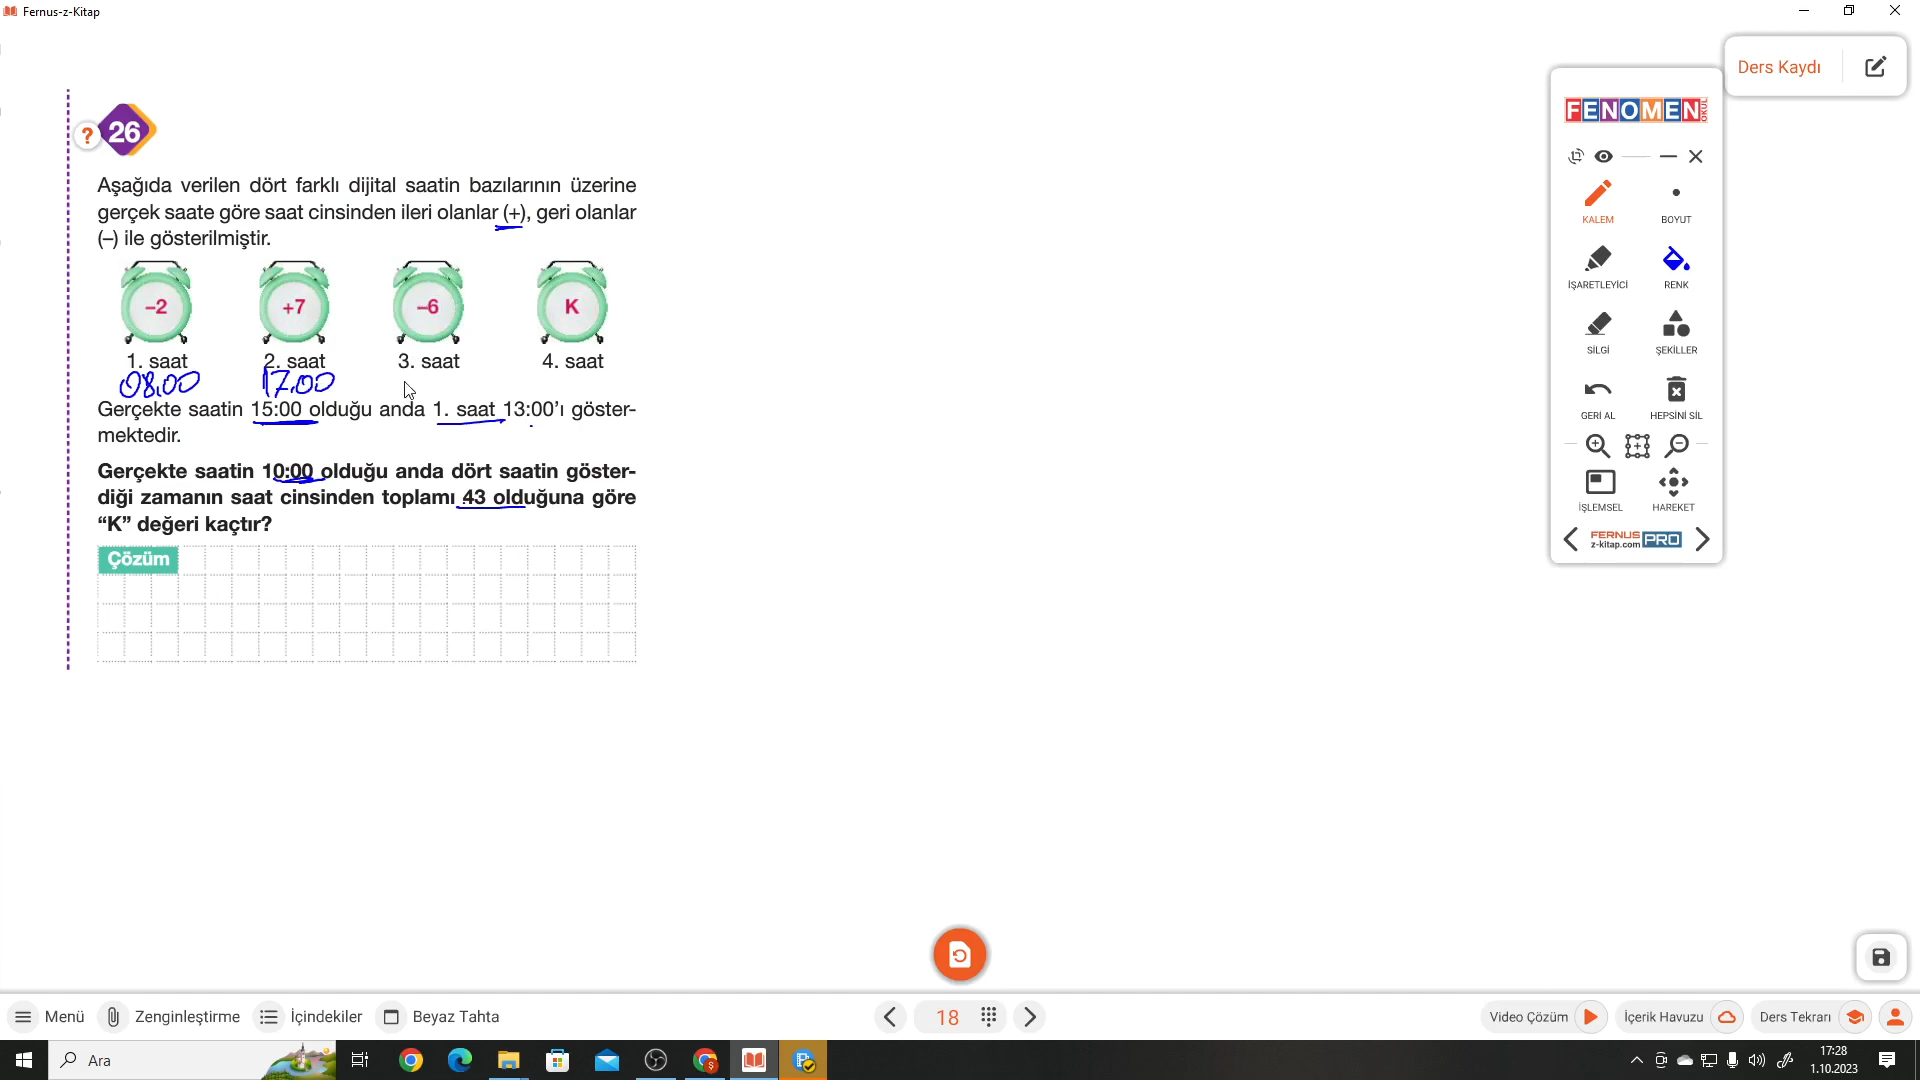 Fernus-z-Kitap
Ders Kaydı
FENOMEN OKUL
? 26
Aşağıda verilen dört farklı dijital saatin bazılarının üzerine
gerçek saate göre saat cinsinden ileri olanlar (+), geri olanlar
(–) ile gösterilmiştir.
–2 +7 –6 K
1. saat 2. saat 3. saat 4. saat
08.00 17.00
Gerçekte saatin 15:00 olduğu anda 1. saat 13:00’ı göster-
mektedir.
Gerçekte saatin 10:00 olduğu anda dört saatin göster-
diği zamanın saat cinsinden toplamı 43 olduğuna göre
“K” değeri kaçtır?
Çözüm
KALEM BOYUT
İŞARETLEYİCİ RENK
SİLGİ ŞEKİLLER
GERİ AL HEPSİNİ SİL
İŞLEMSEL HAREKET
FERNUS
z-kitap.com PRO
Menü Zenginleştirme İçindekiler Beyaz Tahta 18 Video Çözüm İçerik Havuzu Ders Tekrarı
Ara
17:28
1.10.2023